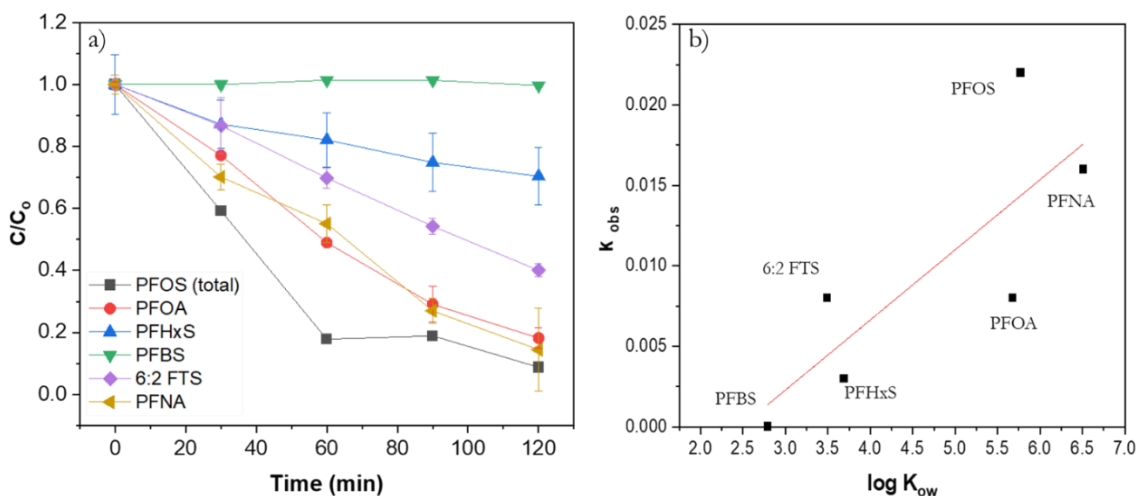 a)
1.2
1.0
0.8
0.6
0.4
0.2
0.0
C/Co
PFOS (total)
PFOA
PFHxS
PFBS
6:2 FTS
PFNA
0 20 40 60 80 100 120
Time (min)
b)
0.025
0.020
0.015
0.010
0.005
0.000
K obs
PFOS
PFNA
6:2 FTS
PFOA
PFBS
PFHxS
2.0 2.5 3.0 3.5 4.0 4.5 5.0 5.5 6.0 6.5 7.0
log Kow